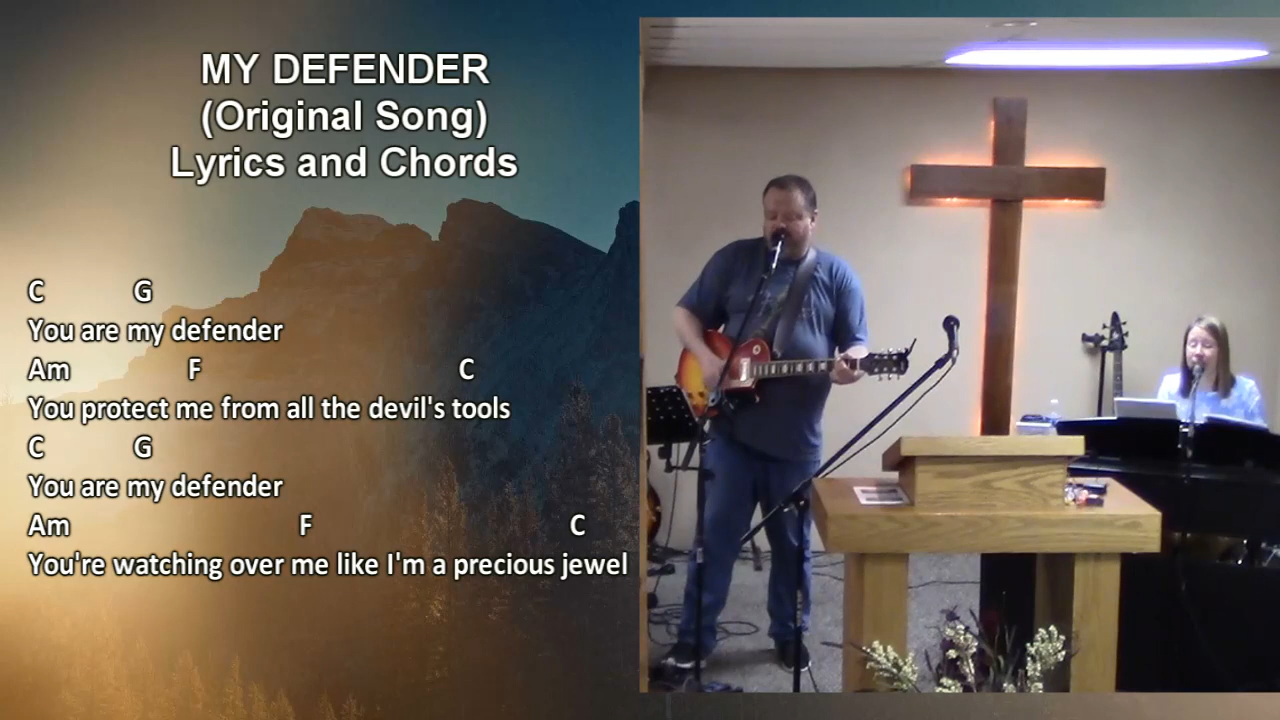 MY DEFENDER
(Original Song)
Lyrics and Chords
C G
You are my defender
Am F C
You protect me from all the devil's tools
C G
You are my defender
Am F C
You're watching over me like I'm a precious jewel